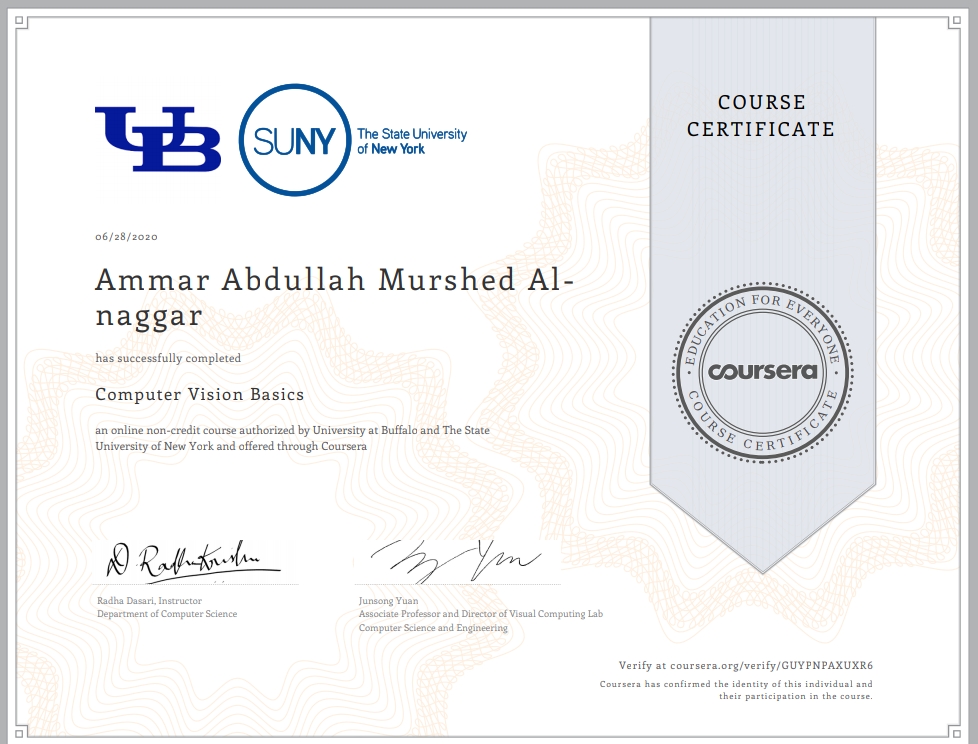 UB
SUNY
The State University
of New York
COURSE
CERTIFICATE
06/28/2020
Ammar Abdullah Murshed Al-
naggar
has successfully completed
Computer Vision Basics
an online non-credit course authorized by University at Buffalo and The State
University of New York and offered through Coursera
EDUCATION FOR EVERYONE
coursera
COURSE CERTIFICATE
Radha Dasari, Instructor
Department of Computer Science
Junsong Yuan
Associate Professor and Director of Visual Computing Lab
Computer Science and Engineering
Verify at coursera.org/verify/GUYPNPAXUXR6
Coursera has confirmed the identity of this individual and
their participation in the course.